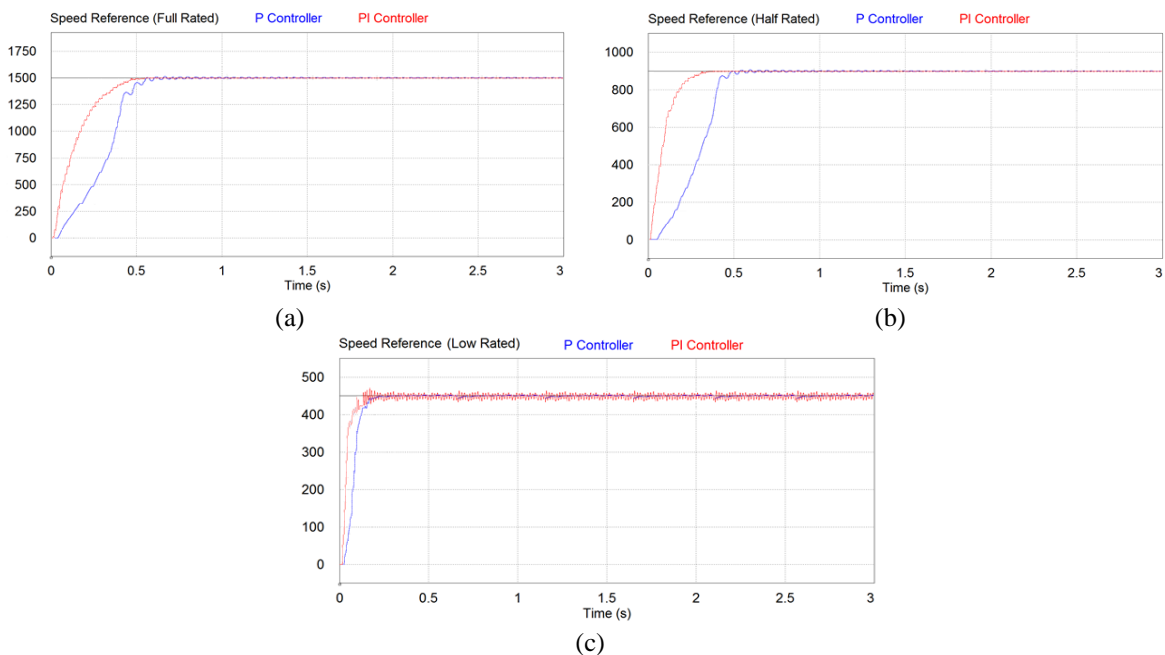 Speed Reference (Full Rated) P Controller PI Controller
1750
1500
1250
1000
750
500
250
0
0 0.5 1 1.5 2 2.5 3
Time (s)
(a)
Speed Reference (Half Rated) P Controller PI Controller
1000
800
600
400
200
0
0 0.5 1 1.5 2 2.5 3
Time (s)
(b)
Speed Reference (Low Rated) P Controller PI Controller
500
400
300
200
100
0
0 0.5 1 1.5 2 2.5 3
Time (s)
(c)